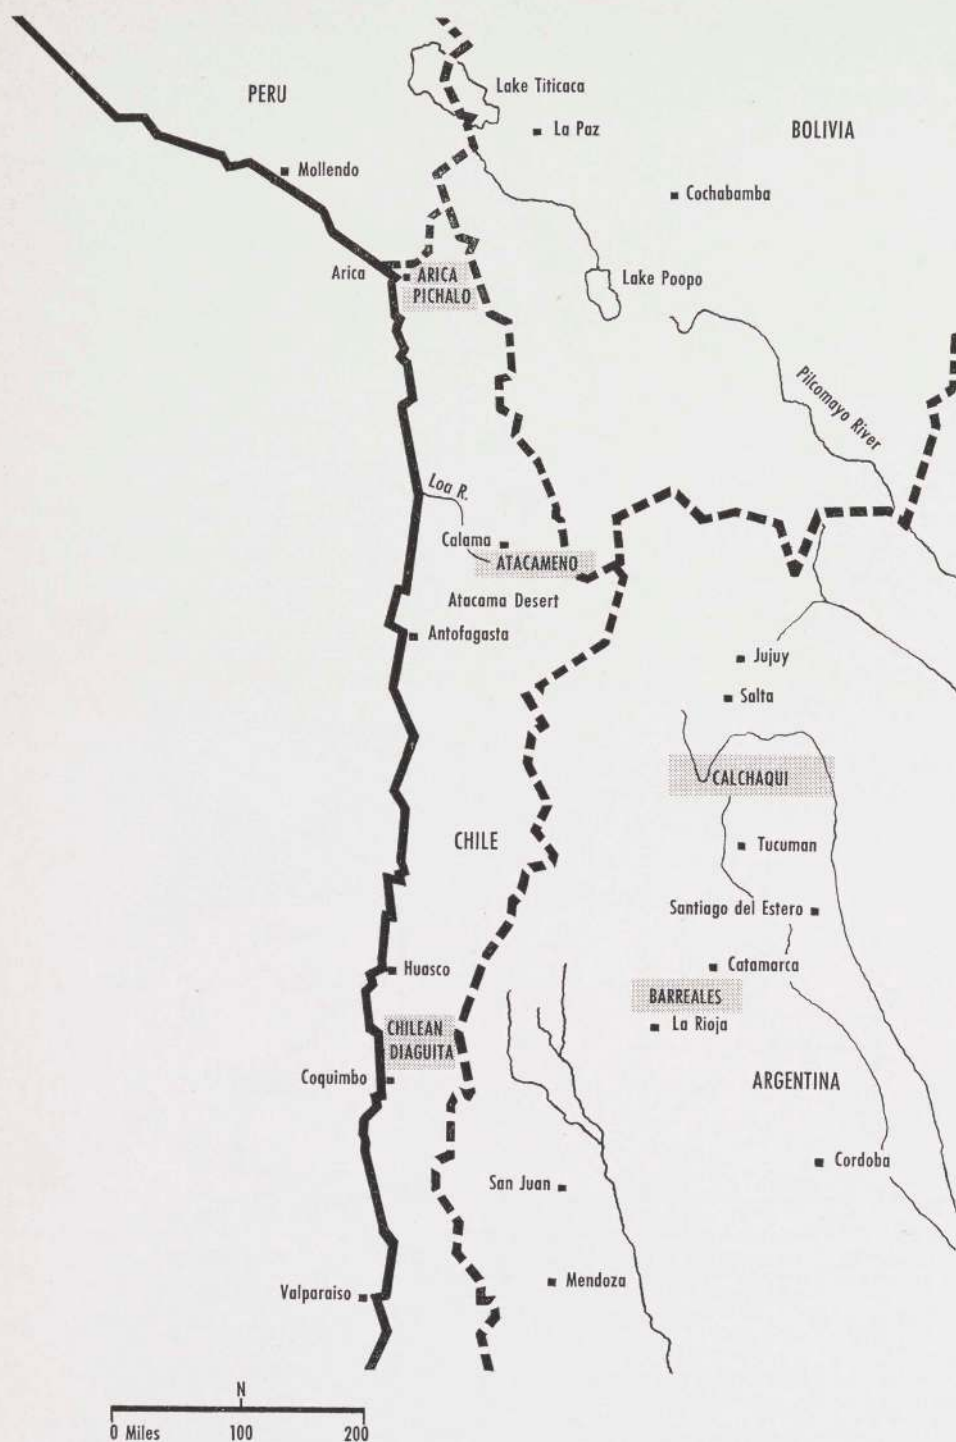 PERU
Lake Titicaca
La Paz
BOLIVIA
Mollendo
Cochabamba
Arica
ARICA
PICHALO
Lake Poopo
Pilcomayo River
Loa R.
Calama
ATACAMENO
Atacama Desert
Antofagasta
Jujuy
Salta
CALCHAQUI
CHILE
Tucuman
Santiago del Estero
Huasco
Catamarca
BARREALES
La Rioja
CHILEAN
DIAGUITA
Coquimbo
ARGENTINA
Cordoba
San Juan
Mendoza
Valparaiso
N
0 Miles 100 200